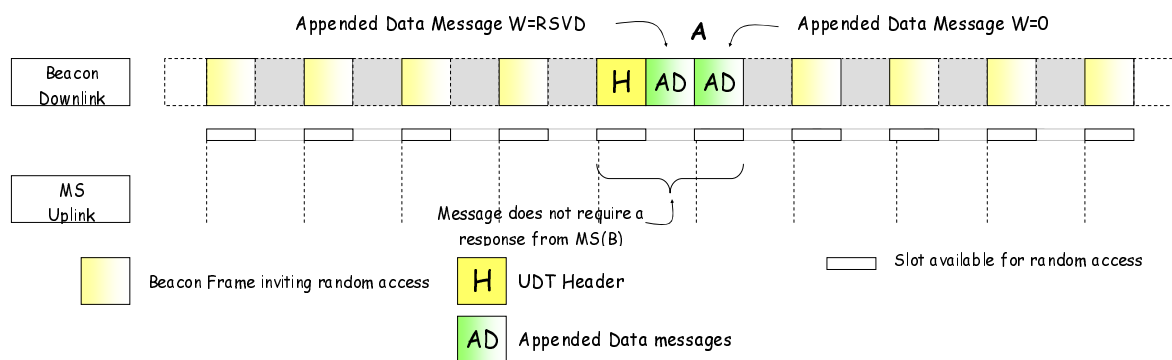 Appended Data Message W=RSVD
A
Appended Data Message W=0
Beacon
Downlink
H
AD
AD
MS
Uplink
Message does not require a
response from MS(B)
Beacon Frame inviting random access
H
UDT Header
Slot available for random access
AD
Appended Data messages